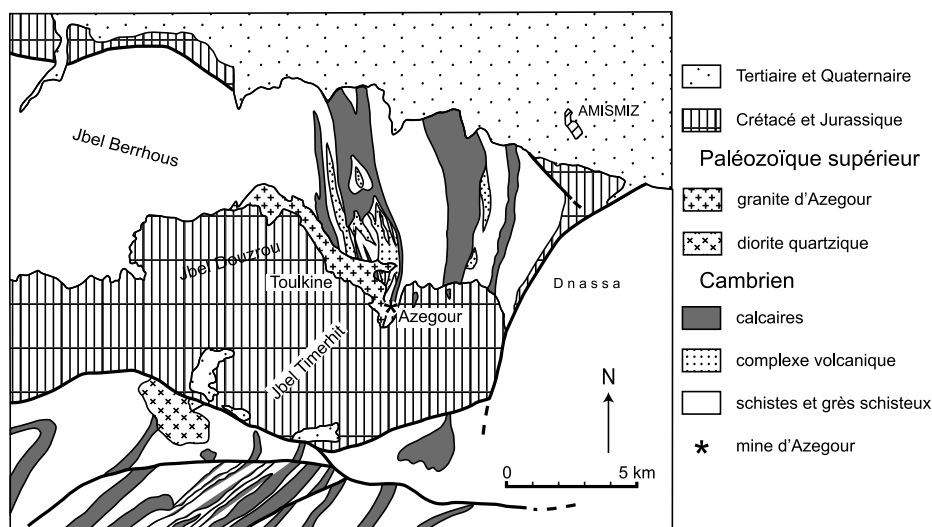 Jbel Berrhous
AMISMIZ
Jbel Douzrou
Toulkine
Dnassa
Azegour
Jbel Timerhit
N
0 5 km
Tertiaire et Quaternaire
Crétacé et Jurassique
Paléozoïque supérieur
granite d'Azegour
diorite quartzique
Cambrien
calcaires
complexe volcanique
schistes et grès schisteux
* mine d'Azegour